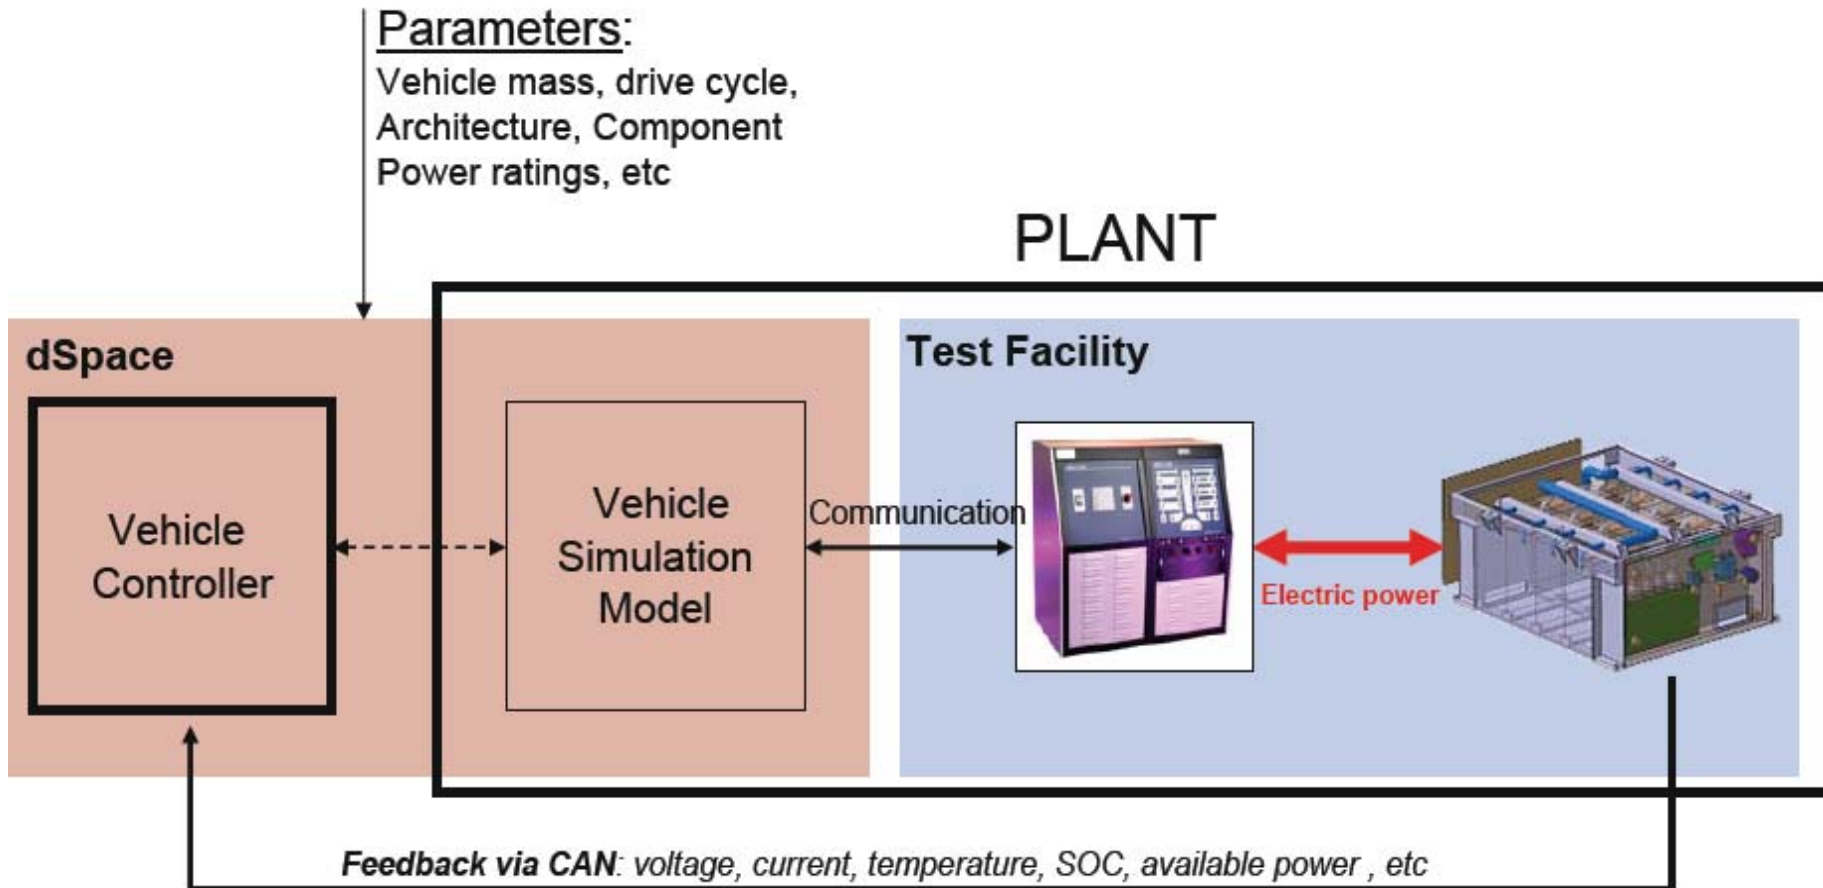 Parameters:
Vehicle mass, drive cycle,
Architecture, Component
Power ratings, etc
PLANT
dSpace
Test Facility
Vehicle
Controller
Vehicle
Simulation
Model
Communication
Electric power
Feedback via CAN: voltage, current, temperature, SOC, available power , etc